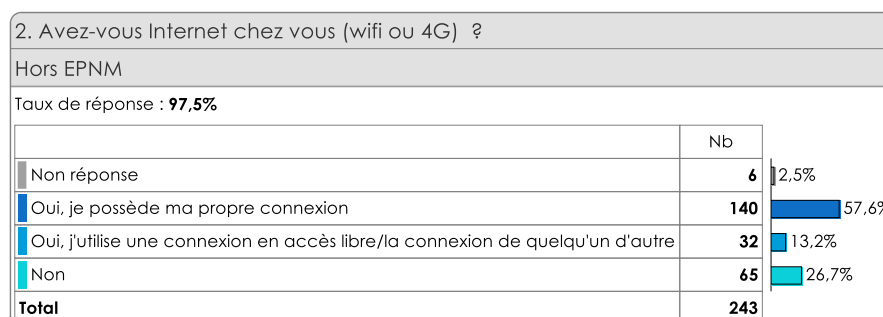 2. Avez-vous Internet chez vous (wifi ou 4G) ?
Hors EPNM
Taux de réponse : 97,5%
Nb
Non réponse 6 2,5%
Oui, je possède ma propre connexion 140 57,6%
Oui, j'utilise une connexion en accès libre/la connexion de quelqu'un d'autre 32 13,2%
Non 65 26,7%
Total 243